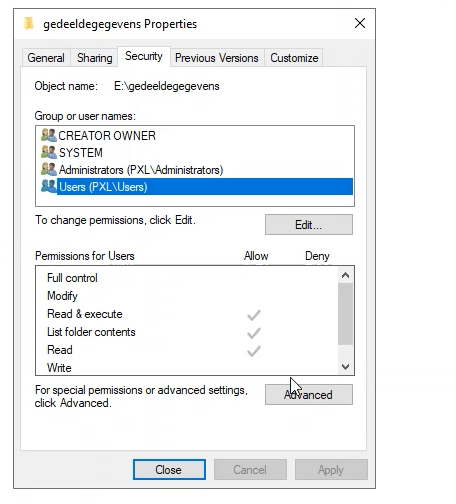 gedeeldegegevens Properties
General Sharing Security Previous Versions Customize
Object name: E:\gedeeldegegevens
Group or user names:
CREATOR OWNER
SYSTEM
Administrators (PXL\Administrators)
Users (PXL\Users)
To change permissions, click Edit.
Edit...
Permissions for Users Allow Deny
Full control
Modify
Read & execute
List folder contents
Read
Write
For special permissions or advanced settings,
click Advanced.
Advanced
Close Cancel Apply